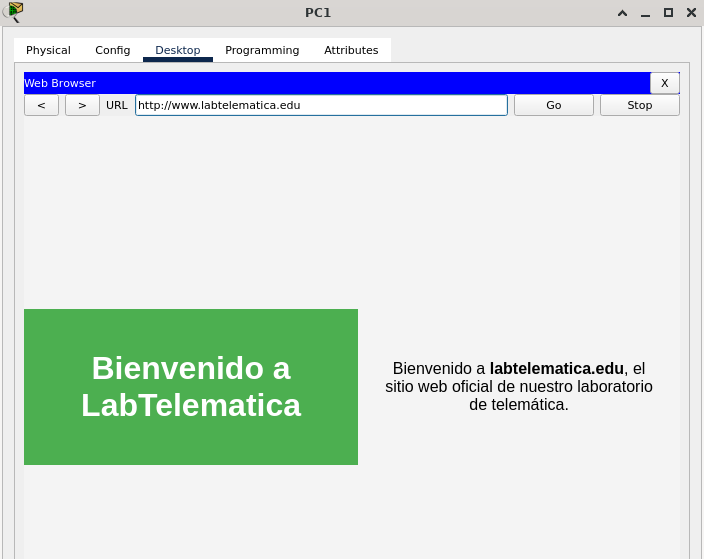 PC1
Physical Config Desktop Programming Attributes
Web Browser X
< > URL http://www.labtelematica.edu Go Stop
Bienvenido a
LabTelematica
Bienvenido a labtelematica.edu, el
sitio web oficial de nuestro laboratorio
de telemática.